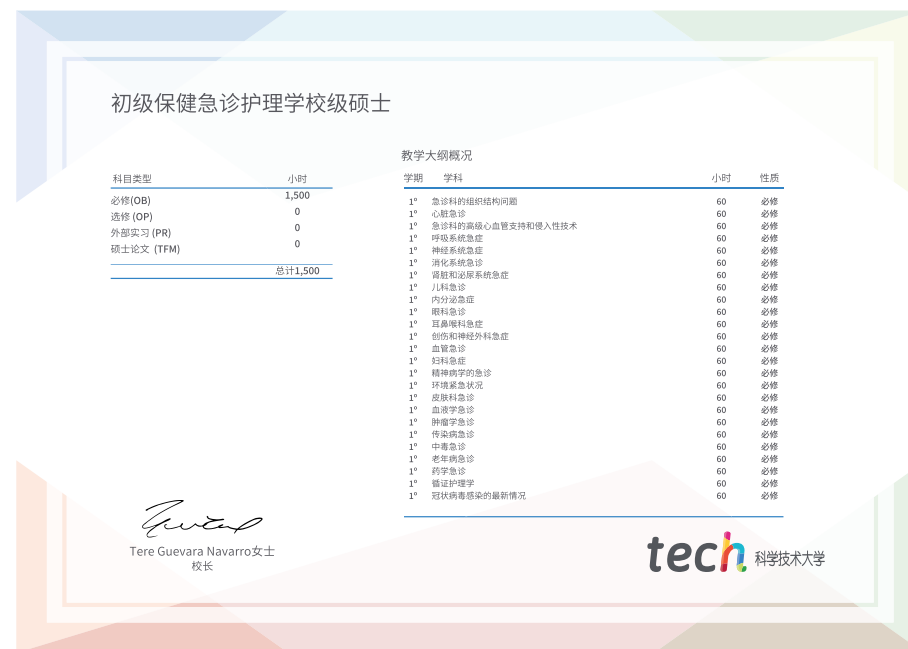 初级保健急诊护理学校级硕士
科目类型 小时
必修(OB) 1,500
选修 (OP) 0
外部实习 (PR) 0
硕士论文 (TFM) 0
总计1,500
教学大纲概况
学期 学科 小时 性质
1º 急诊科的组织结构问题 60 必修
1º 心脏急诊 60 必修
1º 急诊科的高级心血管支持和侵入性技术 60 必修
1º 呼吸系统急症 60 必修
1º 神经系统急症 60 必修
1º 消化系统急诊 60 必修
1º 肾脏和泌尿系统急症 60 必修
1º 儿科急诊 60 必修
1º 内分泌急症 60 必修
1º 眼科急诊 60 必修
1º 耳鼻喉科急症 60 必修
1º 创伤和神经外科急症 60 必修
1º 血管急诊 60 必修
1º 妇科急症 60 必修
1º 精神病学的急诊 60 必修
1º 环境紧急状况 60 必修
1º 皮肤科急诊 60 必修
1º 血液学急诊 60 必修
1º 肿瘤学急诊 60 必修
1º 传染病急诊 60 必修
1º 中毒急诊 60 必修
1º 老年病急诊 60 必修
1º 药学急诊 60 必修
1º 循证护理学 60 必修
1º 冠状病毒感染的最新情况 60 必修
Tere Guevara Navarro女士
校长
tech 科学技术大学